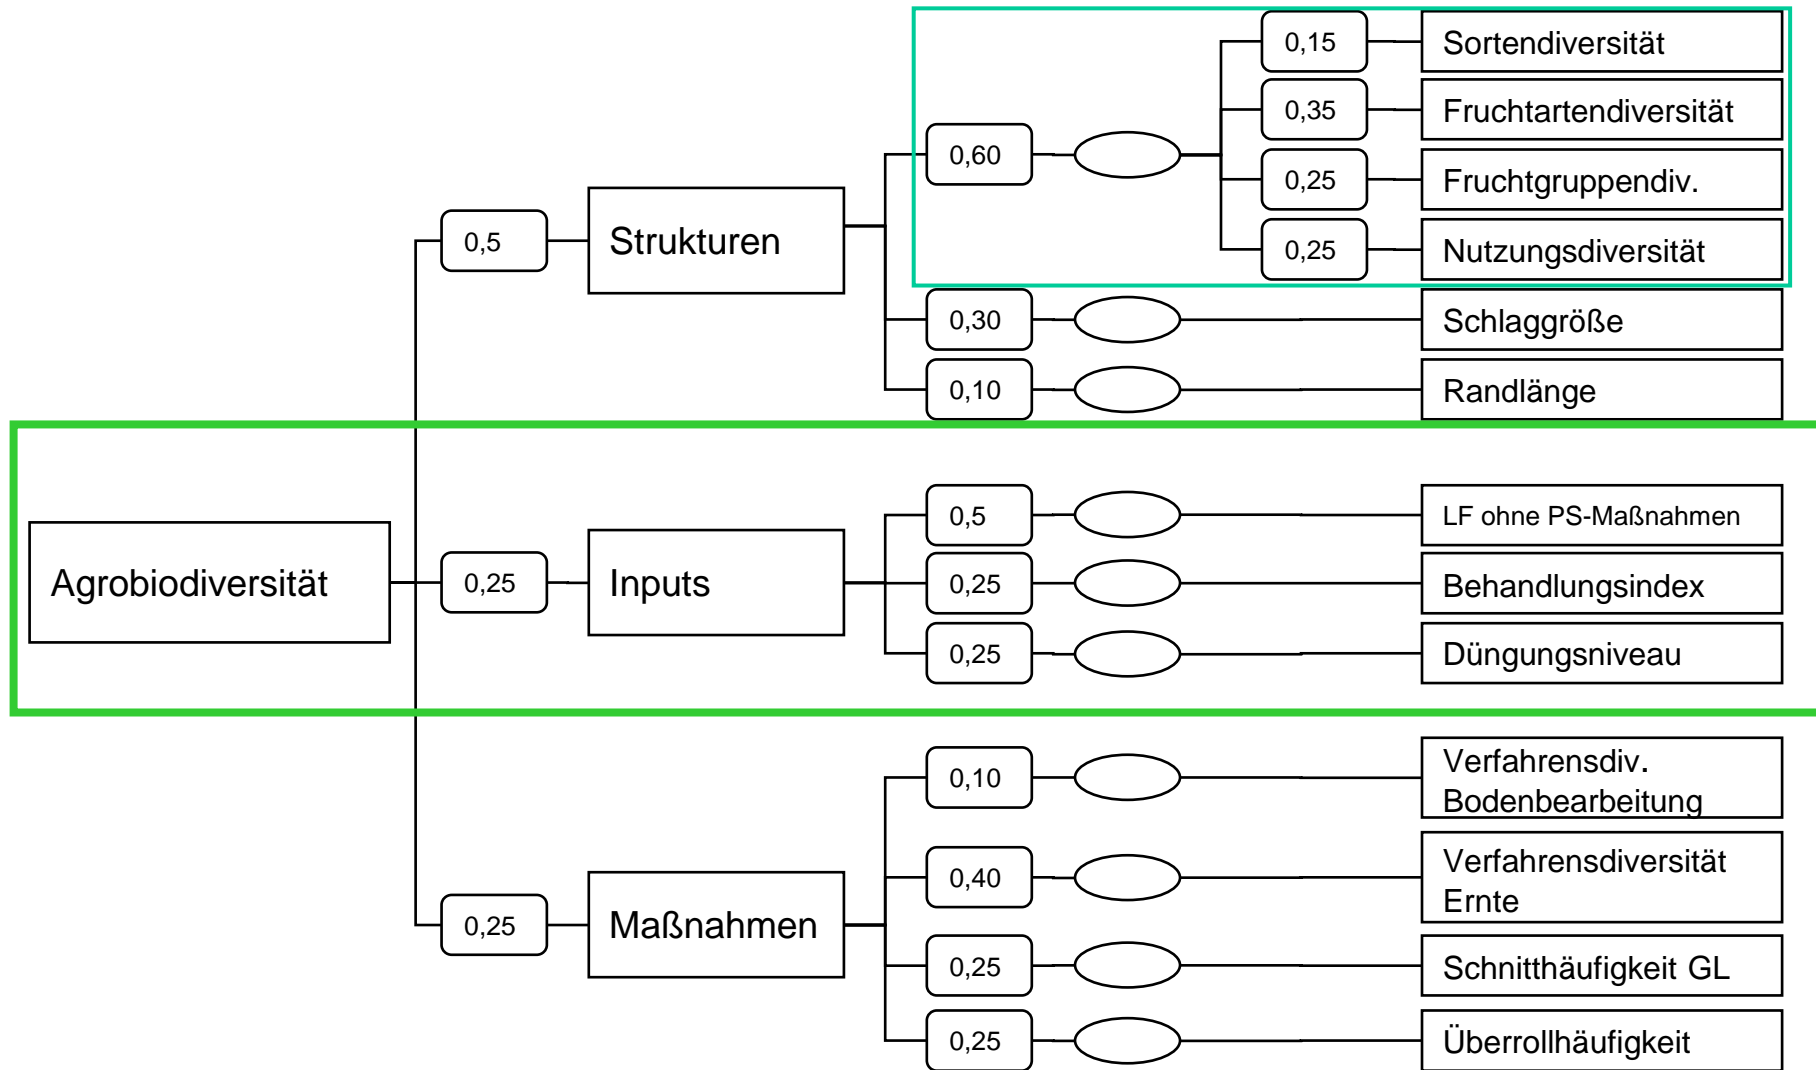 0,15
Sortendiversität
0,35
Fruchtartendiversität
0,60
0,25
Fruchtgruppendiv.
0,5
Strukturen
0,25
Nutzungsdiversität
0,30
Schlaggröße
0,10
Randlänge
0,5
LF ohne PS-Maßnahmen
Agrobiodiversität
0,25
Inputs
0,25
Behandlungsindex
0,25
Düngungsniveau
0,10
Verfahrensdiv.
Bodenbearbeitung
0,40
Verfahrensdiversität
Ernte
0,25
Maßnahmen
0,25
Schnitthäufigkeit GL
0,25
Überrollhäufigkeit